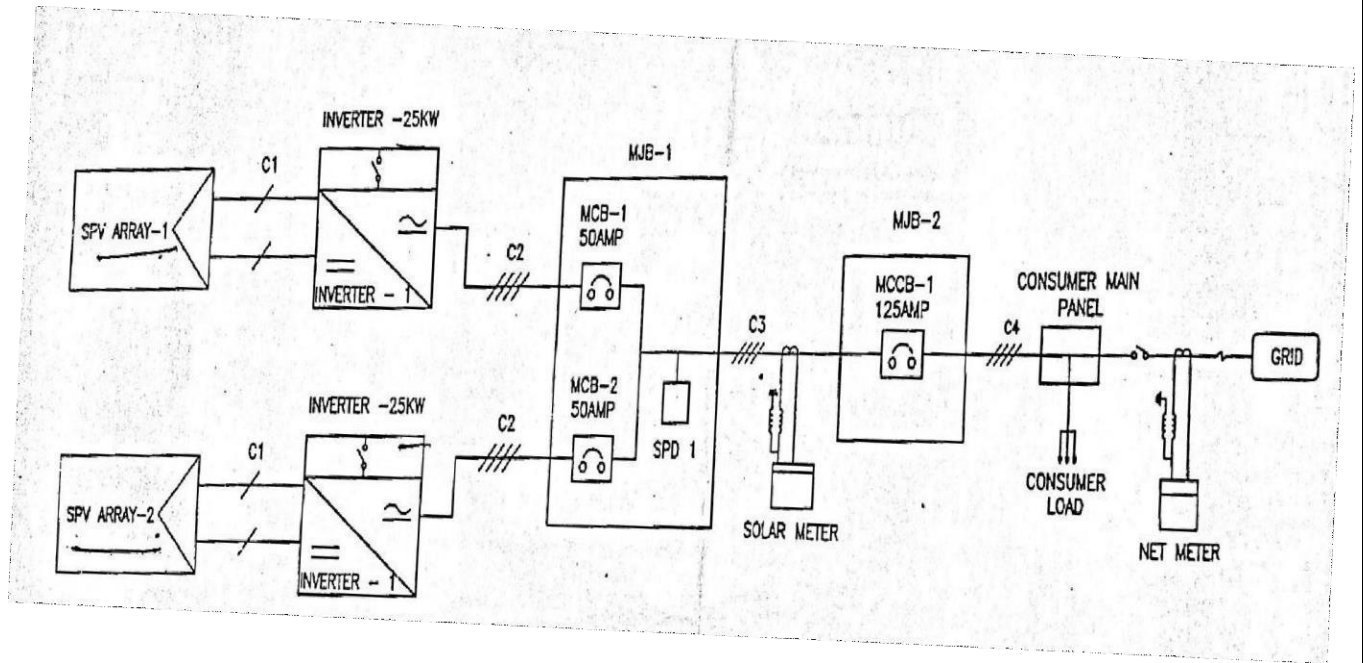 INVERTER -25KW
C1
SPV ARRAY-1
INVERTER - 1
C2
MJB-1
MCB-1
50AMP
MCB-2
50AMP
SPD 1
INVERTER -25KW
C1
SPV ARRAY-2
INVERTER - 1
C2
C3
SOLAR METER
MJB-2
MCCB-1
125AMP
C4
CONSUMER MAIN
PANEL
CONSUMER
LOAD
NET METER
GRID